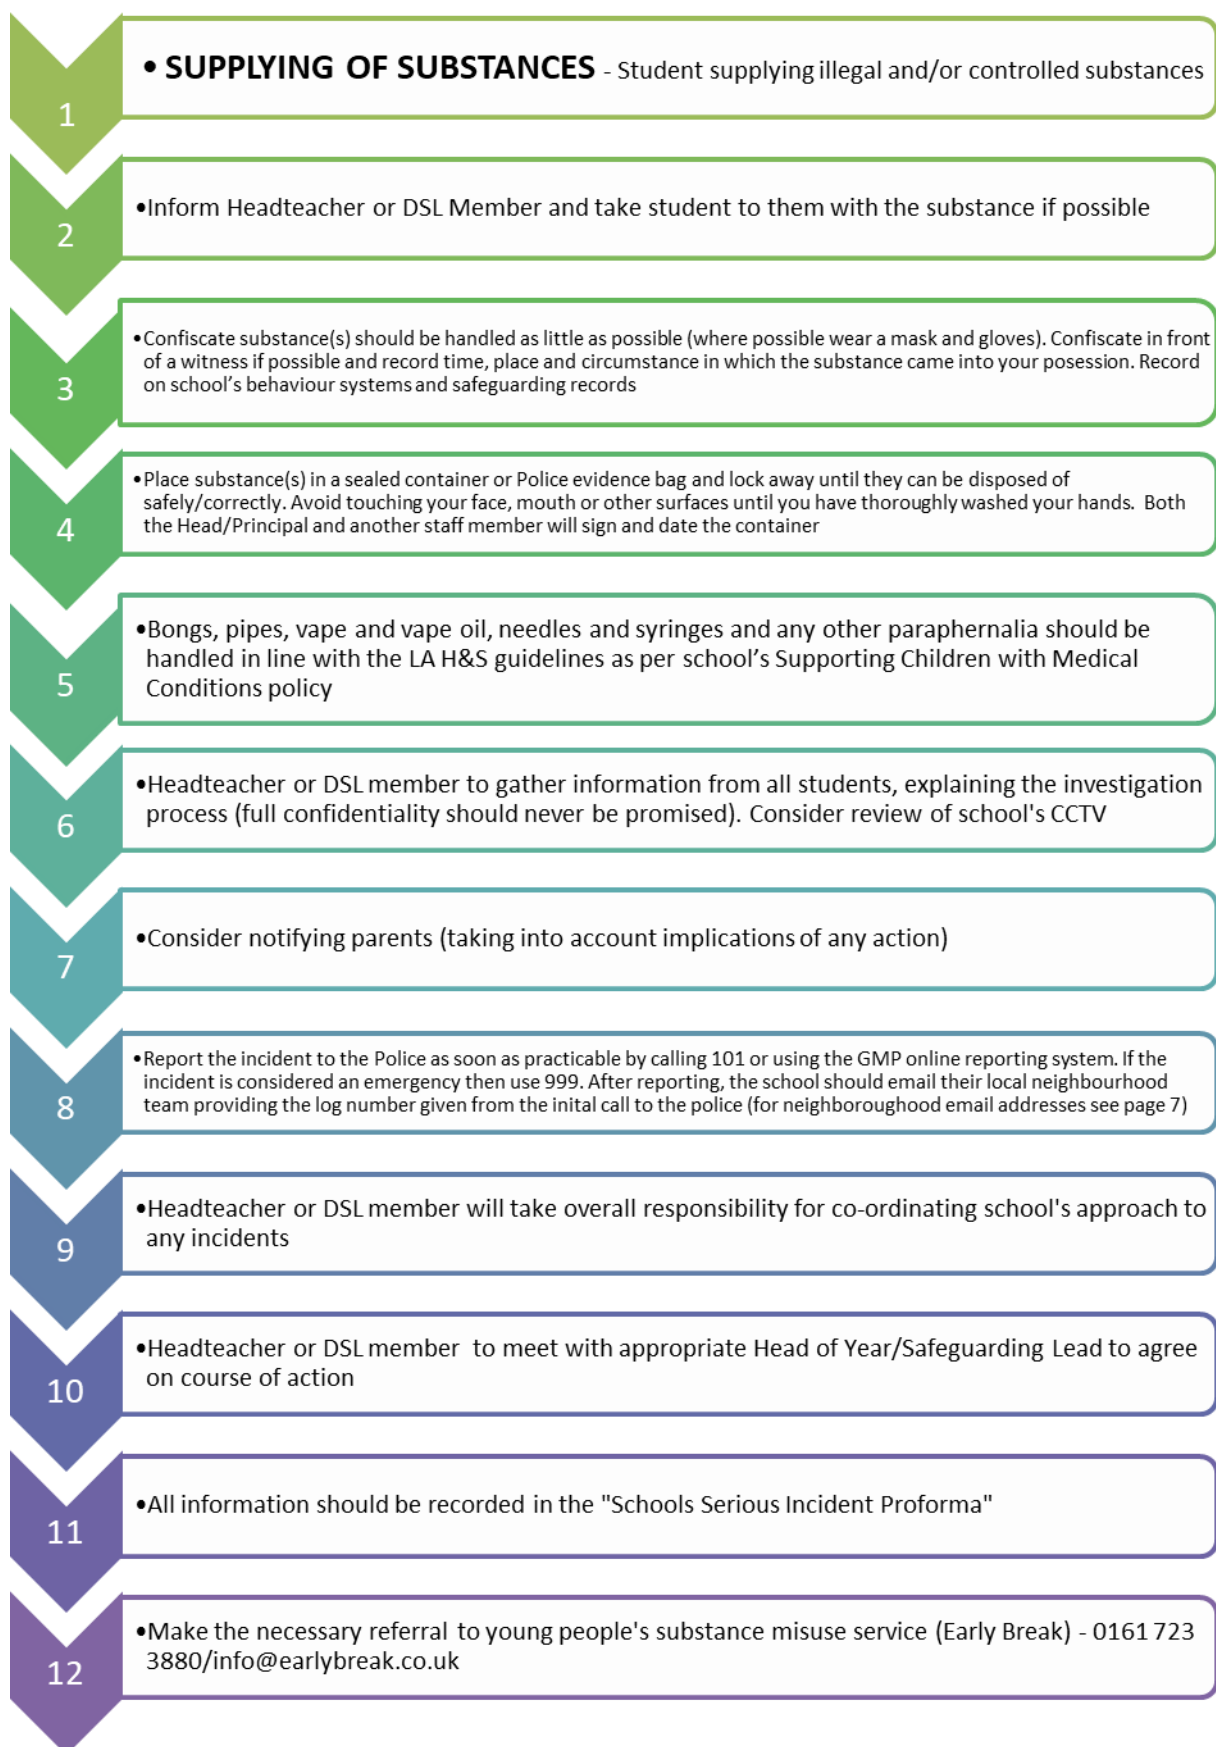 1
• SUPPLYING OF SUBSTANCES - Student supplying illegal and/or controlled substances
2
•Inform Headteacher or DSL Member and take student to them with the substance if possible
3
•Confiscate substance(s) should be handled as little as possible (where possible wear a mask and gloves). Confiscate in front
of a witness if possible and record time, place and circumstance in which the substance came into your posession. Record
on school's behaviour systems and safeguarding records
4
•Place substance(s) in a sealed container or Police evidence bag and lock away until they can be disposed of
safely/correctly. Avoid touching your face, mouth or other surfaces until you have thoroughly washed your hands. Both
the Head/Principal and another staff member will sign and date the container
5
•Bongs, pipes, vape and vape oil, needles and syringes and any other paraphernalia should be
handled in line with the LA H&S guidelines as per school's Supporting Children with Medical
Conditions policy
6
•Headteacher or DSL member to gather information from all students, explaining the investigation
process (full confidentiality should never be promised). Consider review of school's CCTV
7
•Consider notifying parents (taking into account implications of any action)
8
•Report the incident to the Police as soon as practicable by calling 101 or using the GMP online reporting system. If the
incident is considered an emergency then use 999. After reporting, the school should email their local neighbourhood
team providing the log number given from the inital call to the police (for neighboroughood email addresses see page 7)
9
•Headteacher or DSL member will take overall responsibility for co-ordinating school's approach to
any incidents
10
•Headteacher or DSL member to meet with appropriate Head of Year/Safeguarding Lead to agree
on course of action
11
•All information should be recorded in the "Schools Serious Incident Proforma"
12
•Make the necessary referral to young people's substance misuse service (Early Break) - 0161 723
3880/info@earlybreak.co.uk